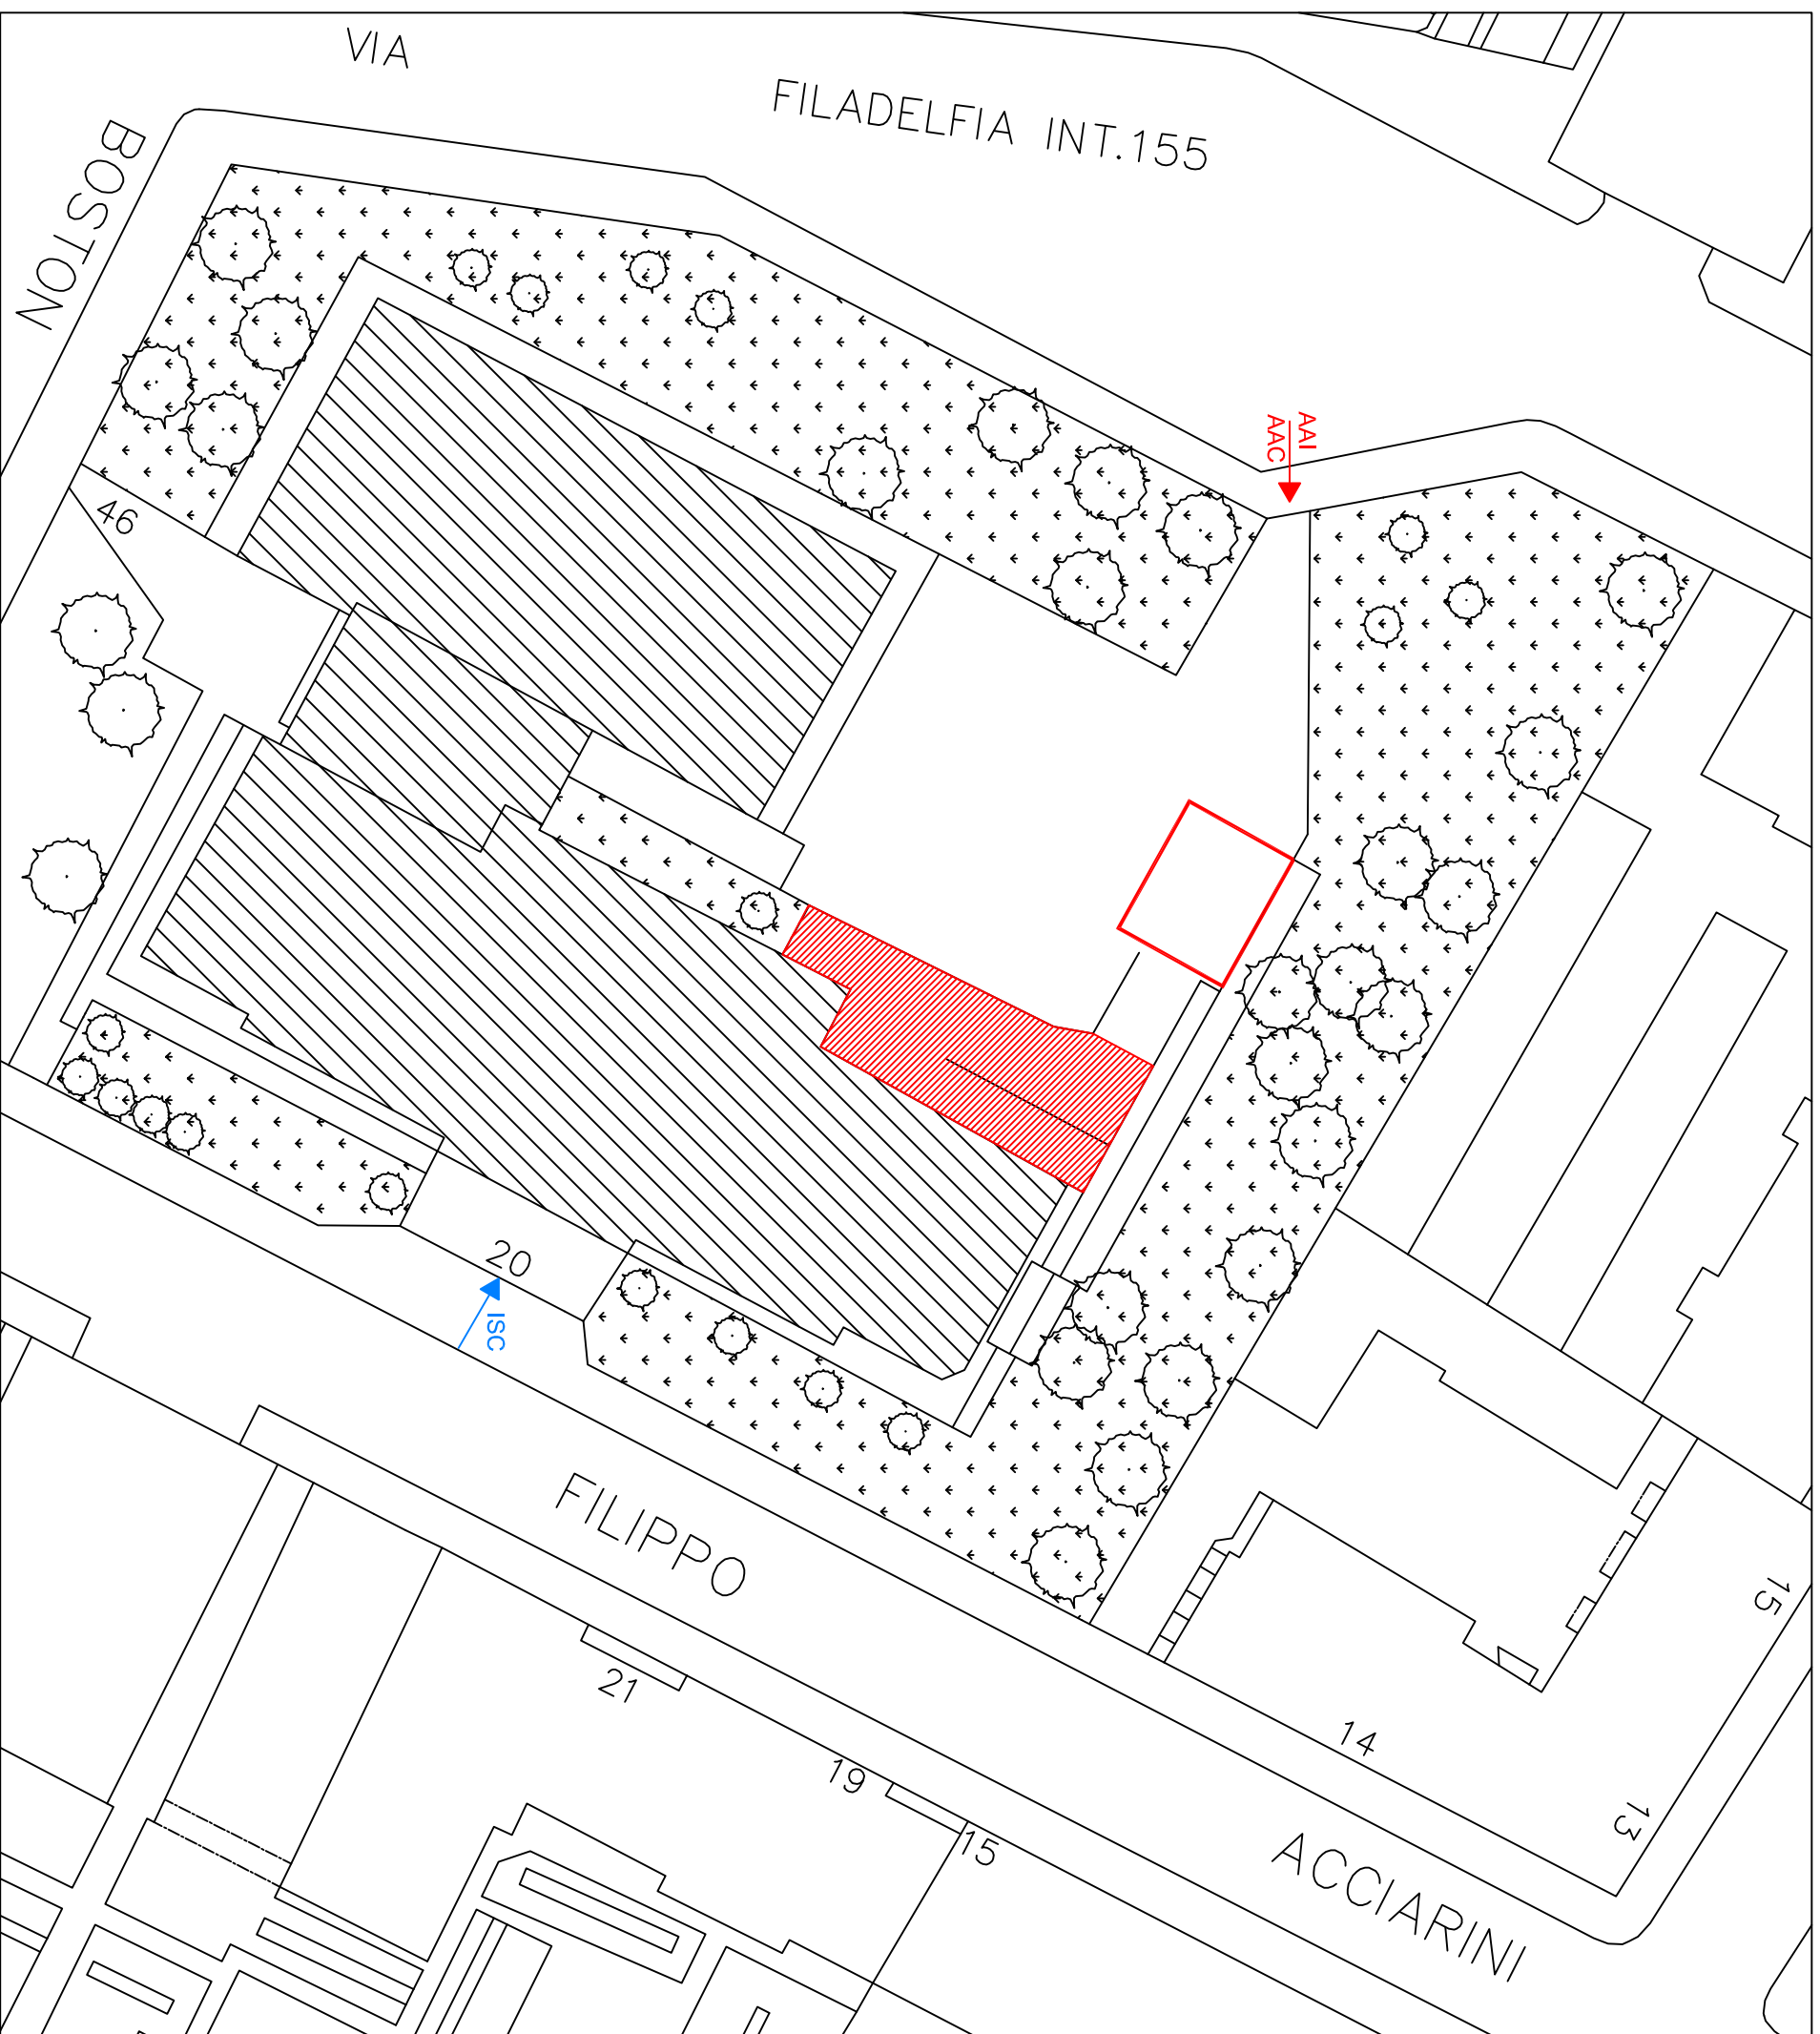 VIA
FILADELFIA INT.155
BOSTON
AAI
AAC
46
20
ISC
FILIPPO
21
19
15
14
15
13
ACCIARINI